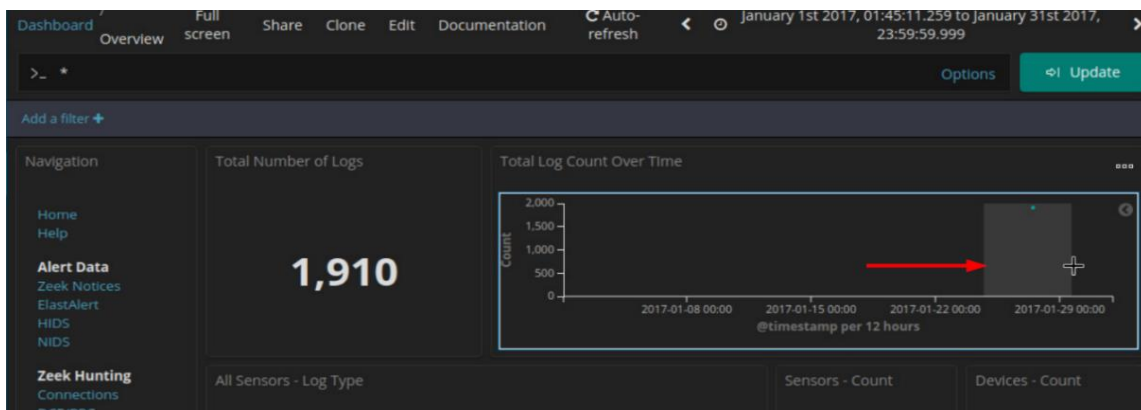 Dashboard / Overview
Full screen
Share
Clone
Edit
Documentation
Auto-refresh
January 1st 2017, 01:45:11.259 to January 31st 2017, 23:59:59.999
>_ *
Options
Update
Add a filter +
Navigation
Home
Help
Alert Data
Zeek Notices
ElastAlert
HIDS
NIDS
Zeek Hunting
Connections
Total Number of Logs
1,910
Total Log Count Over TIme
Count
2,000
1,500
1,000
500
0
2017-01-08 00:00
2017-01-15 00:00
2017-01-22 00:00
2017-01-29 00:00
@timestamp per 12 hours
All Sensors - Log Type
Sensors - Count
Devices - Count